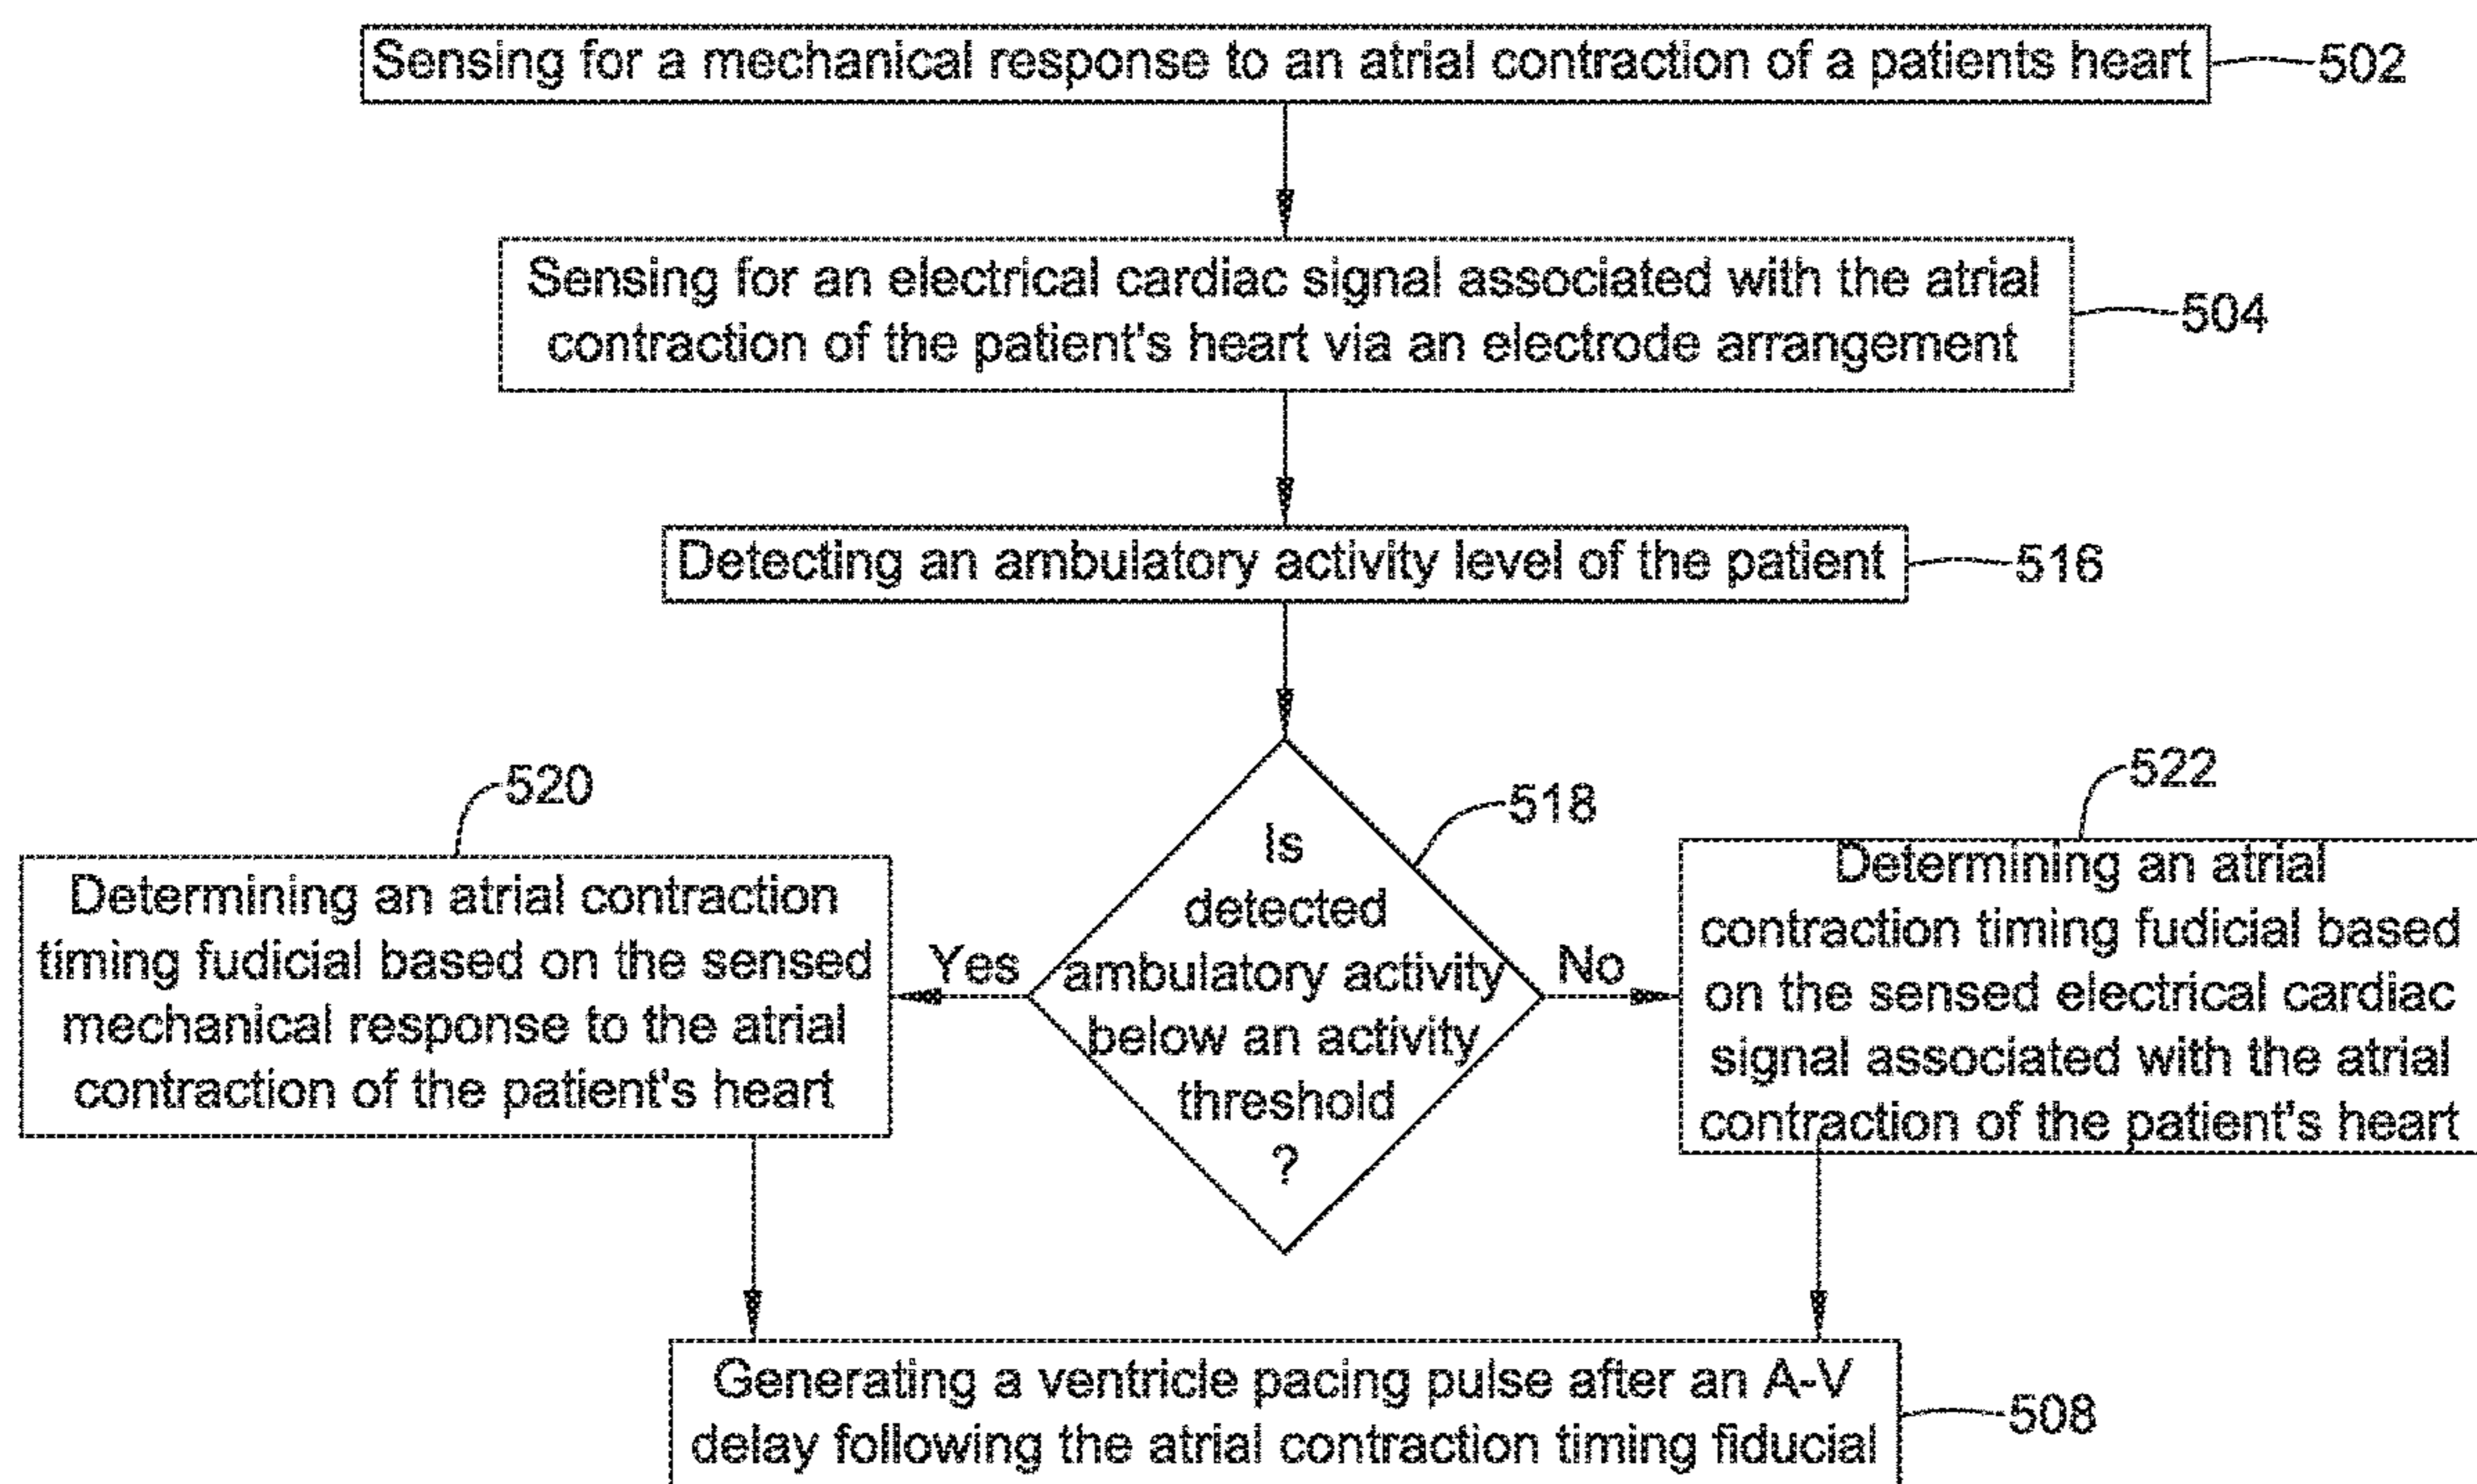 Sensing for a mechanical response to an atrial contraction of a patients heart
502
Sensing for an electrical cardiac signal associated with the atrial
contraction of the patient's heart via an electrode arrangement
504
Detecting an ambulatory activity level of the patient
516
520
Determining an atrial contraction
timing fudicial based on the sensed
mechanical response to the atrial
contraction of the patient's heart
Yes
518
Is
detected
ambulatory activity
below an activity
threshold
?
No
522
Determining an atrial
contraction timing fudicial based
on the sensed electrical cardiac
signal associated with the atrial
contraction of the patient's heart
Generating a ventricle pacing pulse after an A-V
delay following the atrial contraction timing fiducial
508